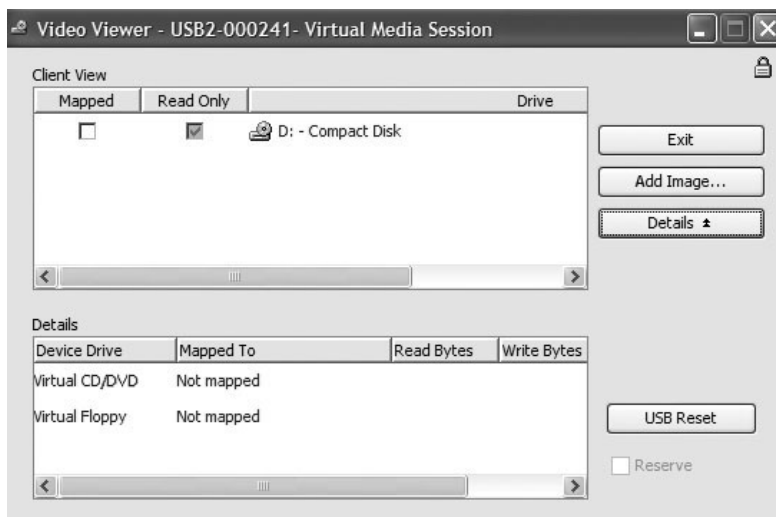 Video Viewer - USB2-000241- Virtual Media Session
Client View
Mapped Read Only Drive
D: - Compact Disk
Exit
Add Image...
Details
Details
Device Drive Mapped To Read Bytes Write Bytes
Virtual CD/DVD Not mapped
Virtual Floppy Not mapped
USB Reset
Reserve